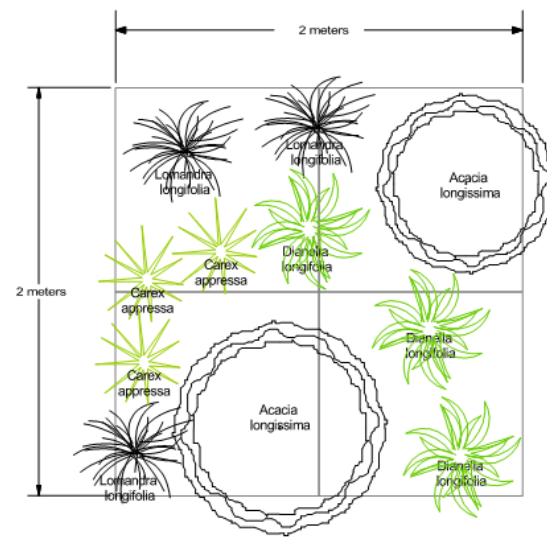 2 meters
Lomandra
longifolia
Lomandra
longifolia
Acacia
longissima
Dianella
longifolia
Carex
appressa
2 meters
Carex
appressa
Dianella
longifolia
Carex
appressa
Acacia
longissima
Lomandra
longifolia
Dianella
longifolia